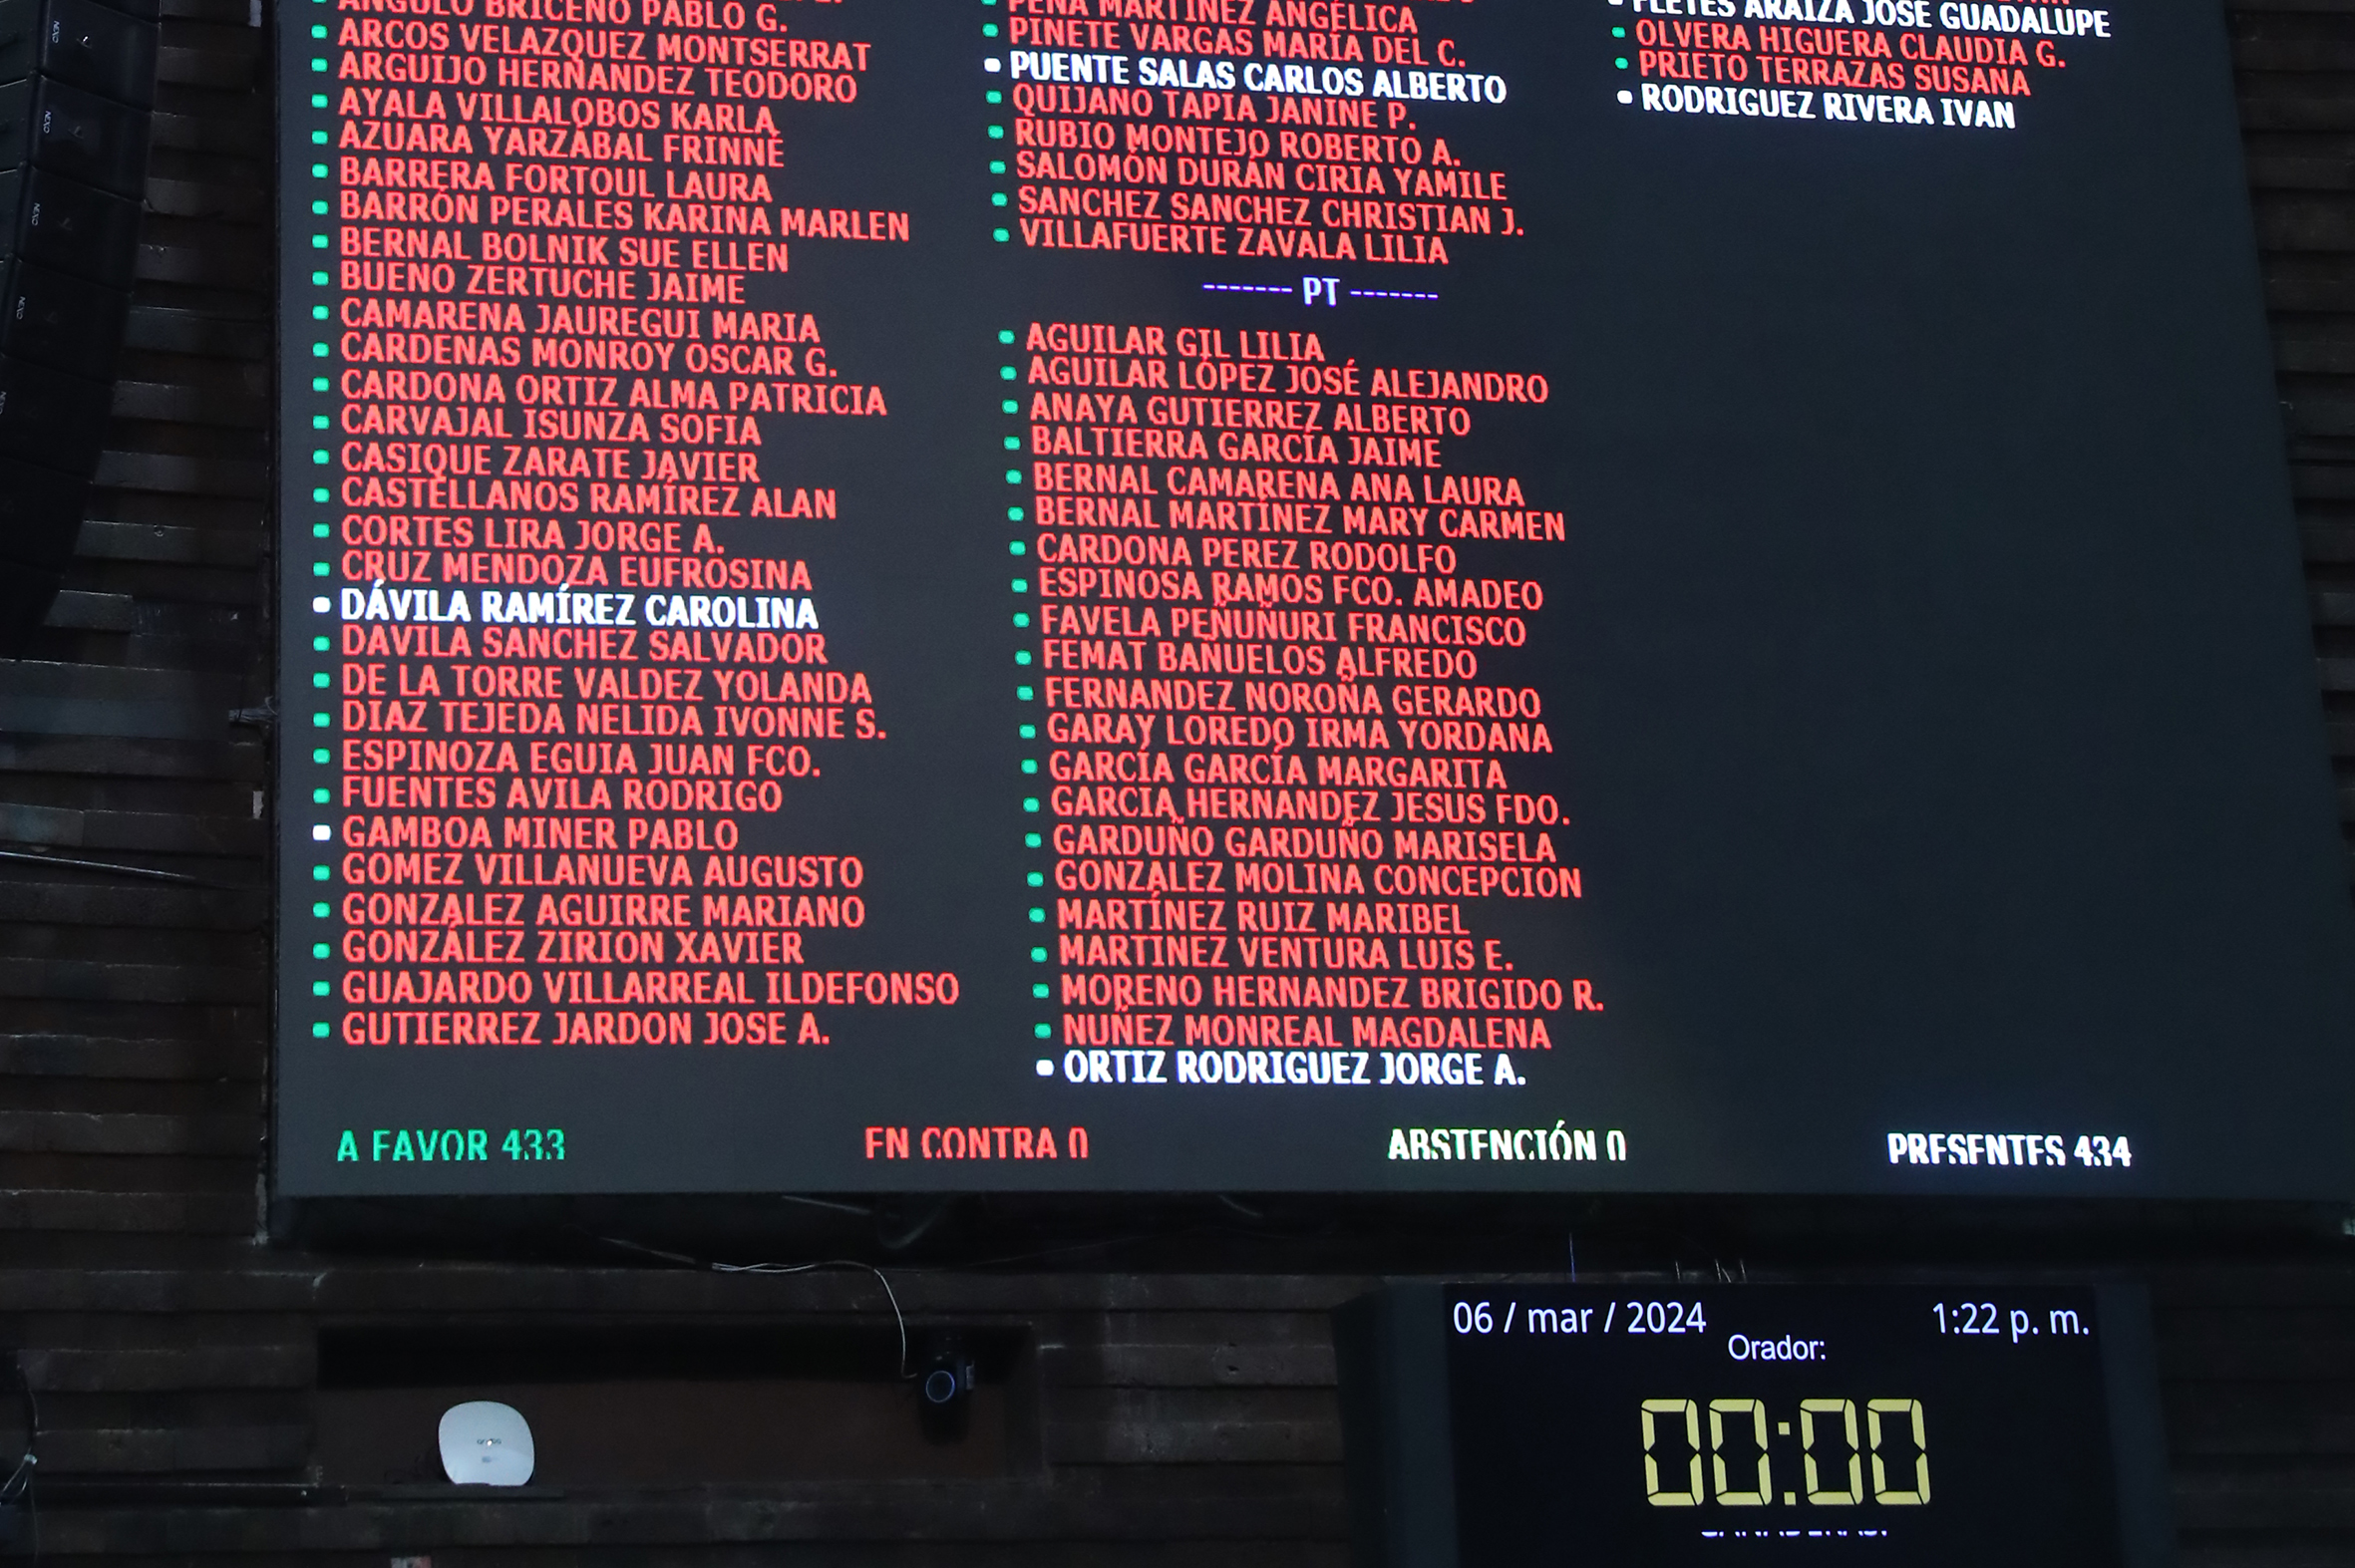 ANGULO BRICEÑO PABLO G.
ARCOS VELAZQUEZ MONTSERRAT
ARGUIJO HERNANDEZ TEODORO
AYALA VILLALOBOS KARLA
AZUARA YARZÁBAL FRINNÉ
BARRERA FORTOUL LAURA
BARRÓN PERALES KARINA MARLEN
BERNAL BOLNIK SUE ELLEN
BUENO ZERTUCHE JAIME
CAMARENA JAUREGUI MARIA
CARDENAS MONROY OSCAR G.
CARDONA ORTIZ ALMA PATRICIA
CARVAJAL ISUNZA SOFIA
CASIQUE ZARATE JAVIER
CASTELLANOS RAMÍREZ ALAN
CORTES LIRA JORGE A.
CRUZ MENDOZA EUFROSINA
DÁVILA RAMÍREZ CAROLINA
DAVILA SANCHEZ SALVADOR
DE LA TORRE VALDEZ YOLANDA
DIAZ TEJEDA NELIDA IVONNE S.
ESPINOZA EGUIA JUAN FCO.
FUENTES AVILA RODRIGO
GAMBOA MINER PABLO
GOMEZ VILLANUEVA AUGUSTO
GONZALEZ AGUIRRE MARIANO
GONZÁLEZ ZIRION XAVIER
GUAJARDO VILLARREAL ILDEFONSO
GUTIERREZ JARDON JOSE A.
PEÑA MARTINEZ ANGÉLICA
PINETE VARGAS MARÍA DEL C.
PUENTE SALAS CARLOS ALBERTO
QUIJANO TAPIA JANINE P.
RUBIO MONTEJO ROBERTO A.
SALOMÓN DURÁN CIRIA YAMILE
SANCHEZ SANCHEZ CHRISTIAN J.
VILLAFUERTE ZAVALA LILIA
------- PT -------
AGUILAR GIL LILIA
AGUILAR LÓPEZ JOSÉ ALEJANDRO
ANAYA GUTIERREZ ALBERTO
BALTIERRA GARCÍA JAIME
BERNAL CAMARENA ANA LAURA
BERNAL MARTÍNEZ MARY CARMEN
CARDONA PEREZ RODOLFO
ESPINOSA RAMOS FCO. AMADEO
FAVELA PEÑUÑURI FRANCISCO
FEMAT BAÑUELOS ALFREDO
FERNANDEZ NOROÑA GERARDO
GARAY LOREDO IRMA YORDANA
GARCÍA GARCÍA MARGARITA
GARCIA HERNANDEZ JESUS FDO.
GARDUÑO GARDUÑO MARISELA
GONZALEZ MOLINA CONCEPCION
MARTÍNEZ RUIZ MARIBEL
MARTINEZ VENTURA LUIS E.
MORENO HERNANDEZ BRIGIDO R.
NUÑEZ MONREAL MAGDALENA
ORTIZ RODRIGUEZ JORGE A.
FLETES ARAIZA JOSE GUADALUPE
OLVERA HIGUERA CLAUDIA G.
PRIETO TERRAZAS SUSANA
RODRIGUEZ RIVERA IVAN
A FAVOR 433
EN CONTRA 0
ABSTENCIÓN 0
PRESENTES 434
06 / mar / 2024
1:22 p. m.
Orador:
00:00